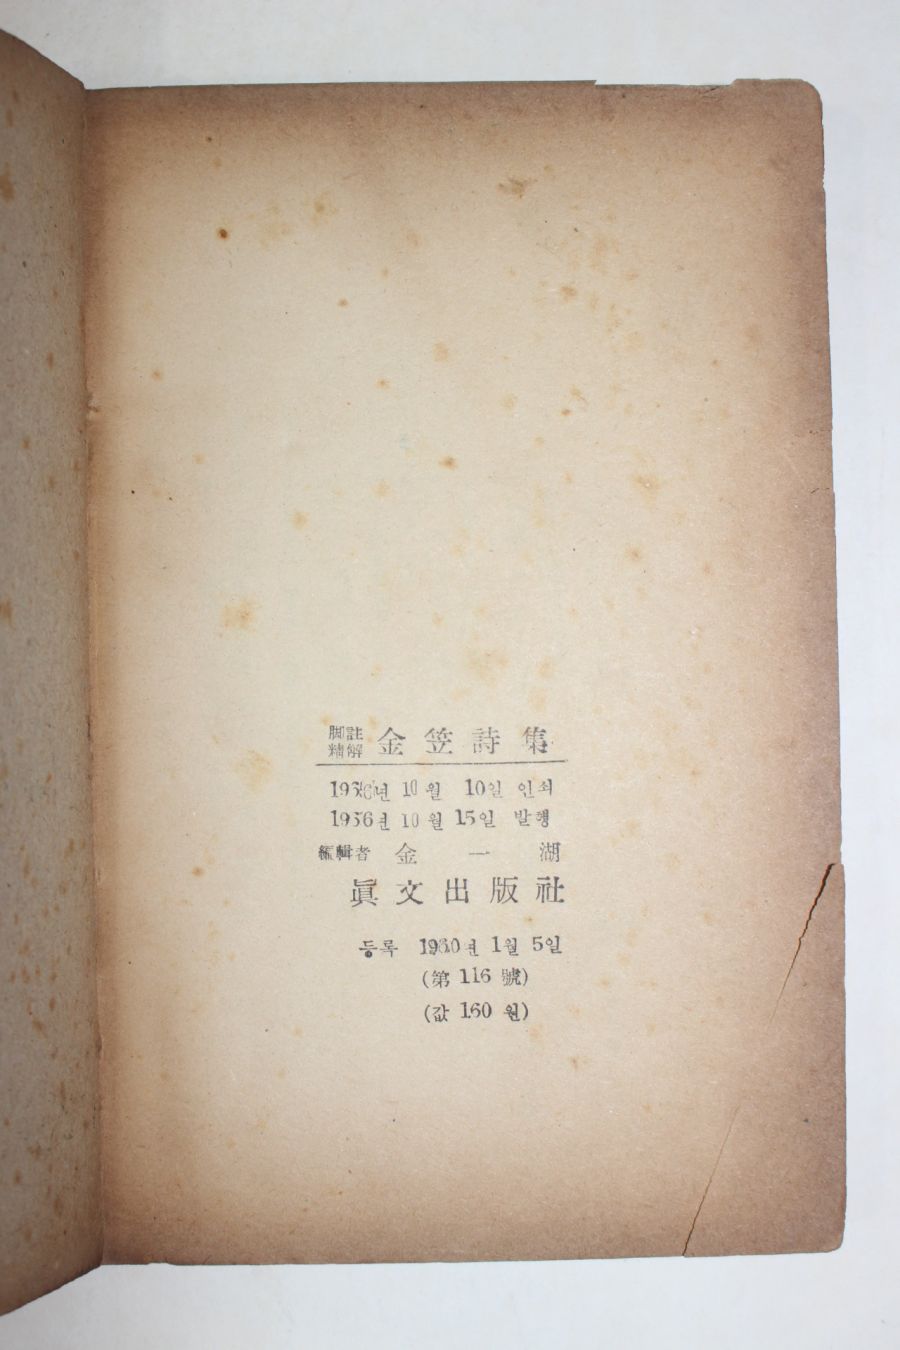 脚註
精解 金笠詩集
1956년 10월 10일 인쇄
1956년 10월 15일 발행
編輯者 金一湖
眞文出版社
등록 1960년 1월 5일
(第 116 號)
(값 160 원)